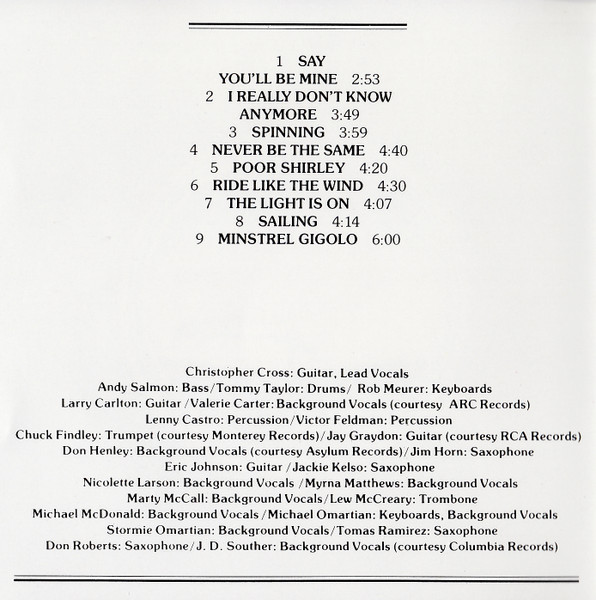 1 SAY
YOU'LL BE MINE 2:53
2 I REALLY DON'T KNOW
ANYMORE 3:49
3 SPINNING 3:59
4 NEVER BE THE SAME 4:40
5 POOR SHIRLEY 4:20
6 RIDE LIKE THE WIND 4:30
7 THE LIGHT IS ON 4:07
8 SAILING 4:14
9 MINSTREL GIGOLO 6:00
Christopher Cross: Guitar, Lead Vocals
Andy Salmon: Bass/Tommy Taylor: Drums/ Rob Meurer: Keyboards
Larry Carlton: Guitar /Valerie Carter: Background Vocals (courtesy ARC Records)
Lenny Castro: Percussion/Victor Feldman: Percussion
Chuck Findley: Trumpet (courtesy Monterey Records)/Jay Graydon: Guitar (courtesy RCA Records)
Don Henley: Background Vocals (courtesy Asylum Records)/Jim Horn: Saxophone
Eric Johnson: Guitar /Jackie Kelso: Saxophone
Nicolette Larson: Background Vocals /Myrna Matthews: Background Vocals
Marty McCall: Background Vocals/Lew McCreary: Trombone
Michael McDonald: Background Vocals /Michael Omartian: Keyboards, Background Vocals
Stormie Omartian: Background Vocals/Tomas Ramirez: Saxophone
Don Roberts: Saxophone/J. D. Souther: Background Vocals (courtesy Columbia Records)